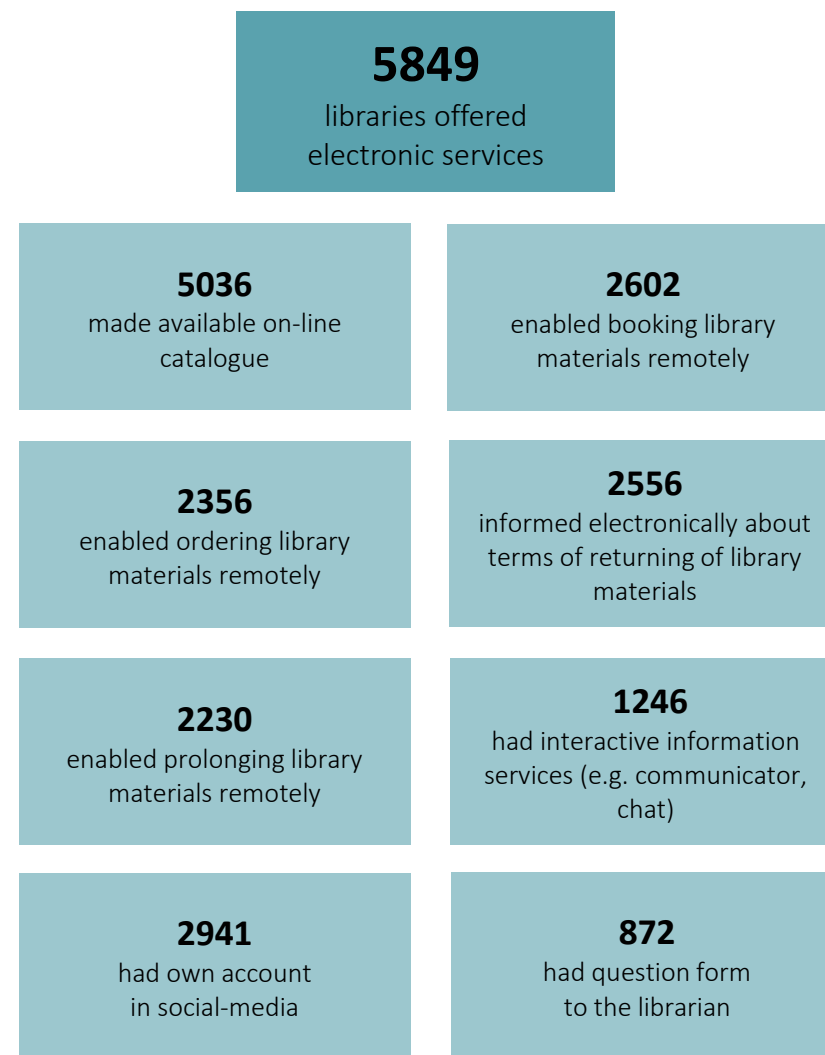 5849
libraries offered
electronic services
5036
made available on-line
catalogue
2602
enabled booking library
materials remotely
2356
enabled ordering library
materials remotely
2556
informed electronically about
terms of returning of library
materials
2230
enabled prolonging library
materials remotely
1246
had interactive information
services (e.g. communicator,
chat)
2941
had own account
in social-media
872
had question form
to the librarian